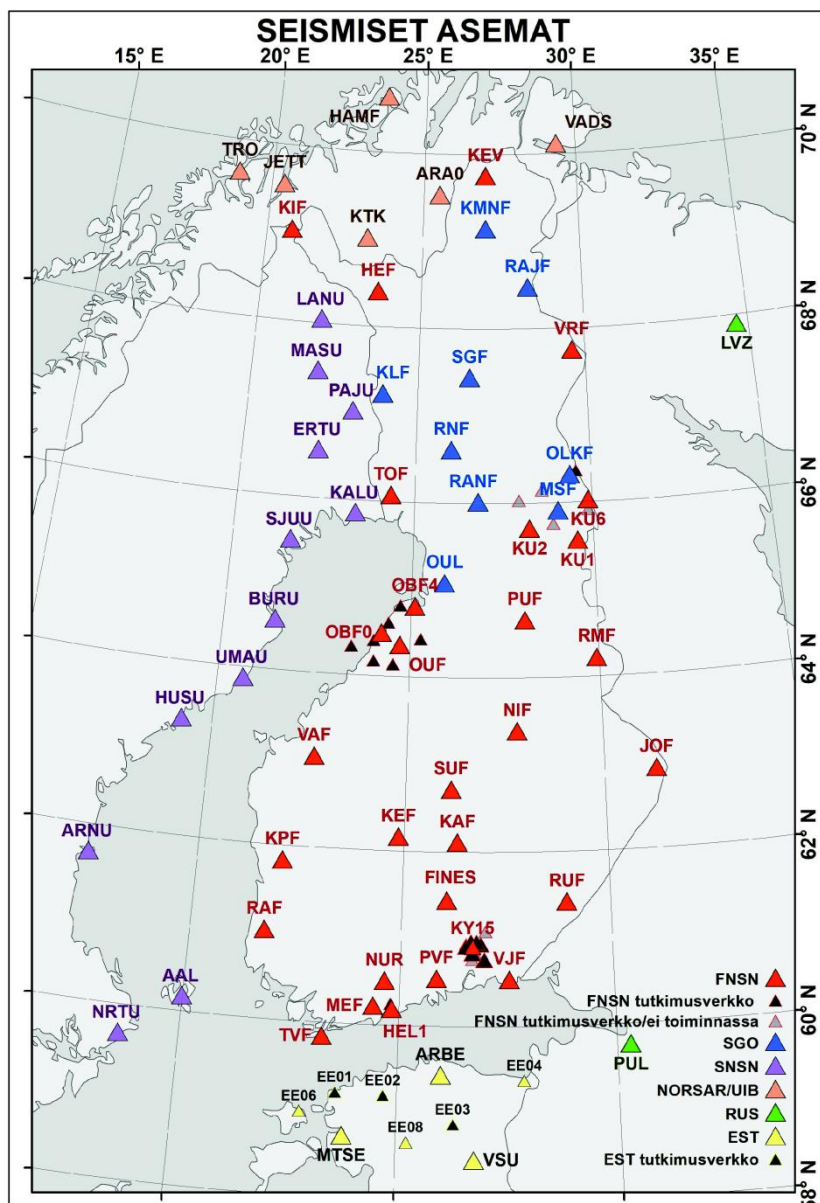 SEISMISET ASEMAT
15° E
20° E
25° E
30° E
35° E
HAMF
VADS
70° N
TRO
JETT
ARA0
KEV
KIF
KTK
KMNF
HEF
RAJF
68° N
LANU
VRF
LVZ
MASU
SGF
KLF
PAJU
ERTU
RNF
OLKF
66° N
TOF
RANF
MSF
KALU
KU6
SJUU
KU2
KU1
OUL
OBF4
BURU
PUF
OBF0
RMF
64° N
UMAU
OUF
HUSU
NIF
VAF
JOF
SUF
ARNU
KEF
KAF
62° N
KPF
FINES
RUF
RAF
KY15
NUR
PVF
VJF
AAL
MEF
HEL1
60° N
NRTU
TVF
PUL
ARBE
EE04
EE01
EE02
EE06
EE03
EE08
MTSE
VSU
58° N
FNSN
FNSN tutkimusverkko
FNSN tutkimusverkko/ei toiminnassa
SGO
SNSN
NORSAR/UIB
RUS
EST
EST tutkimusverkko